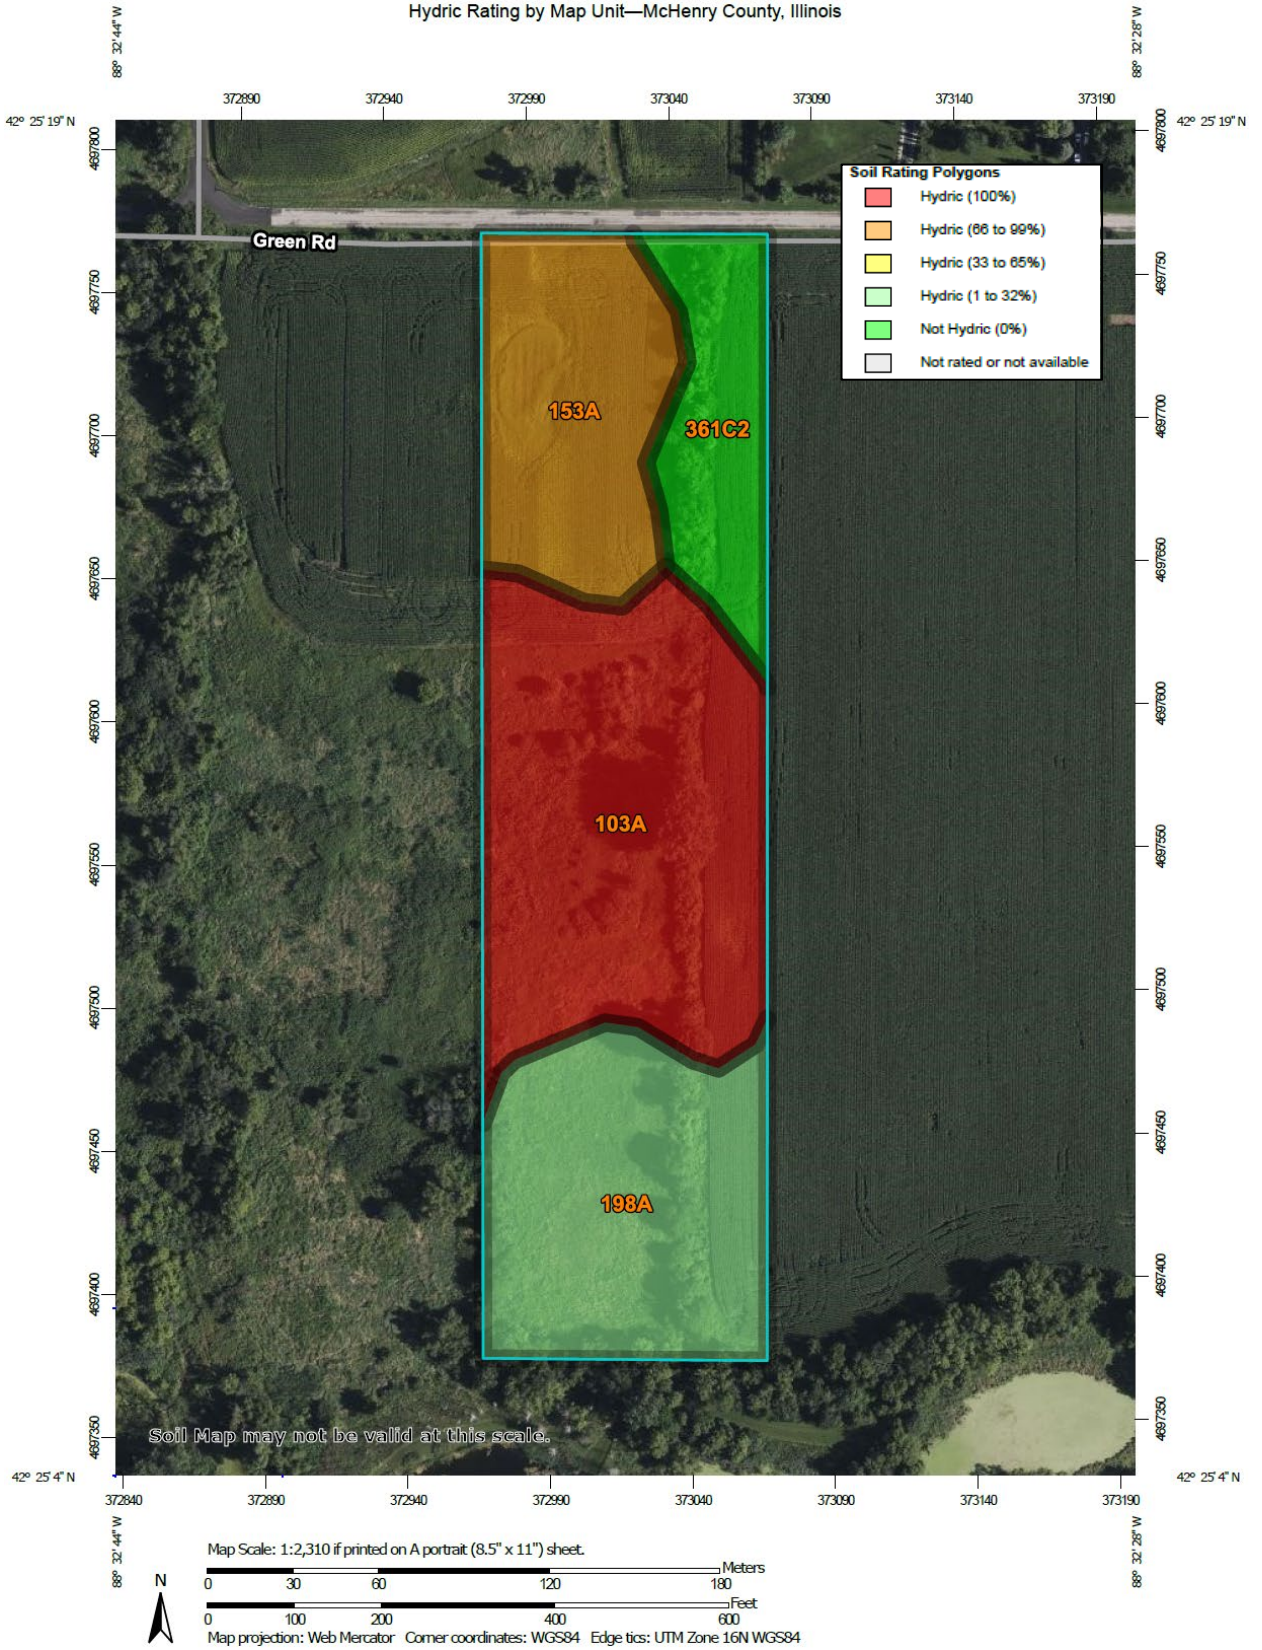 Hydric Rating by Map Unit—McHenry County, Illinois
88° 32' 44" W
88° 32' 28" W
372890 372940 372990 373040 373090 373140 373190
42° 25' 19" N
42° 25' 19" N
4697800
4697800
Soil Rating Polygons
Hydric (100%)
Hydric (66 to 99%)
Hydric (33 to 65%)
Hydric (1 to 32%)
Not Hydric (0%)
Not rated or not available
Green Rd
4697750
4697750
153A
361C2
4697700
4697700
4697650
4697650
4697600
4697600
103A
4697550
4697550
4697500
4697500
4697450
4697450
198A
4697400
4697400
4697350
4697350
Soil Map may not be valid at this scale.
42° 25' 4" N
42° 25' 4" N
372840 372890 372940 372990 373040 373090 373140 373190
88° 32' 44" W
88° 32' 28" W
Map Scale: 1:2,310 if printed on A portrait (8.5" x 11") sheet.
N
Meters
0 30 60 120 180
Feet
0 100 200 400 600
Map projection: Web Mercator Corner coordinates: WGS84 Edge tics: UTM Zone 16N WGS84